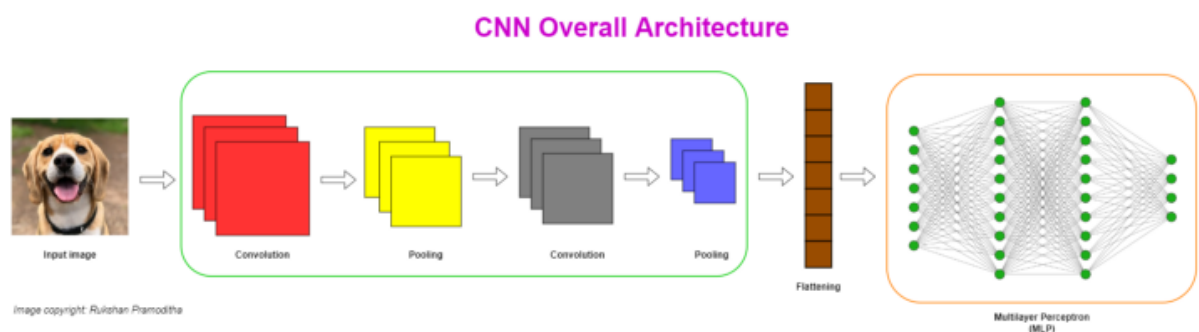 CNN Overall Architecture
Input image
Convolution
Pooling
Convolution
Pooling
Flattening
Multilayer Perceptron
(MLP)
Image copyright: Rukshan Pramoditha